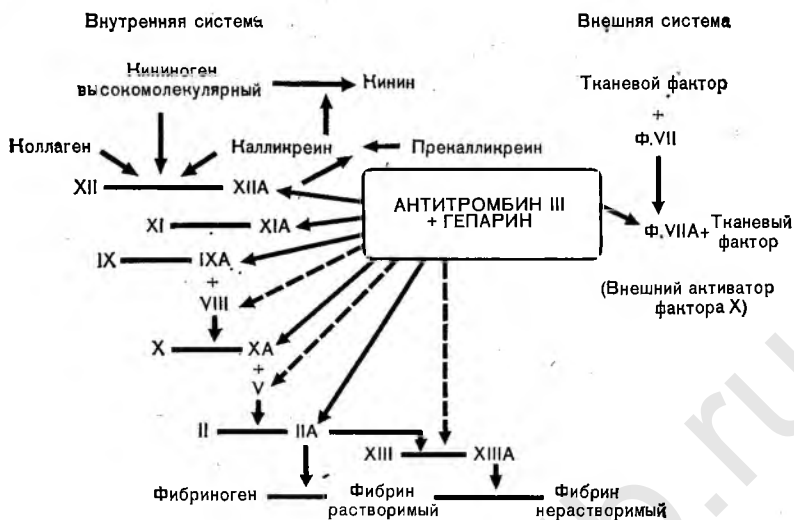 Внутренняя система
Внешняя система
Кининоген
высокомолекулярный
Кинин
Тканевой фактор
+
Ф.VII
Коллаген
Калликреин
Прекалликреин
XII
XIIA
АНТИТРОМБИН III
+ ГЕПАРИН
XI
XIA
Ф.VIIA+
Тканевый
фактор
IX
IXA
+
VIII
(Внешний активатор
фактора X)
X
XA
+
V
II
IIA
XIII
XIIIA
Фибриноген
Фибрин
растворимый
Фибрин
нерастворимый